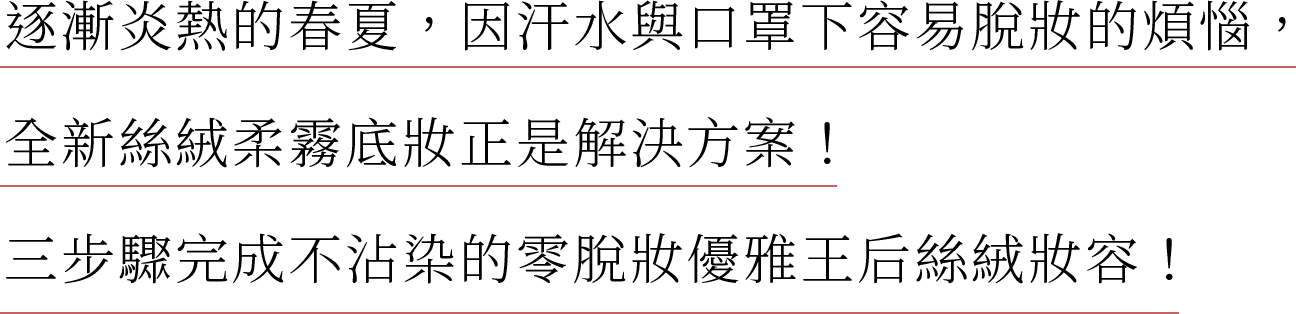 逐漸炎熱的春夏，因汗水與口罩下容易脫妝的煩惱，
全新絲絨柔霧底妝正是解決方案！
三步驟完成不沾染的零脫妝優雅王后絲絨妝容！